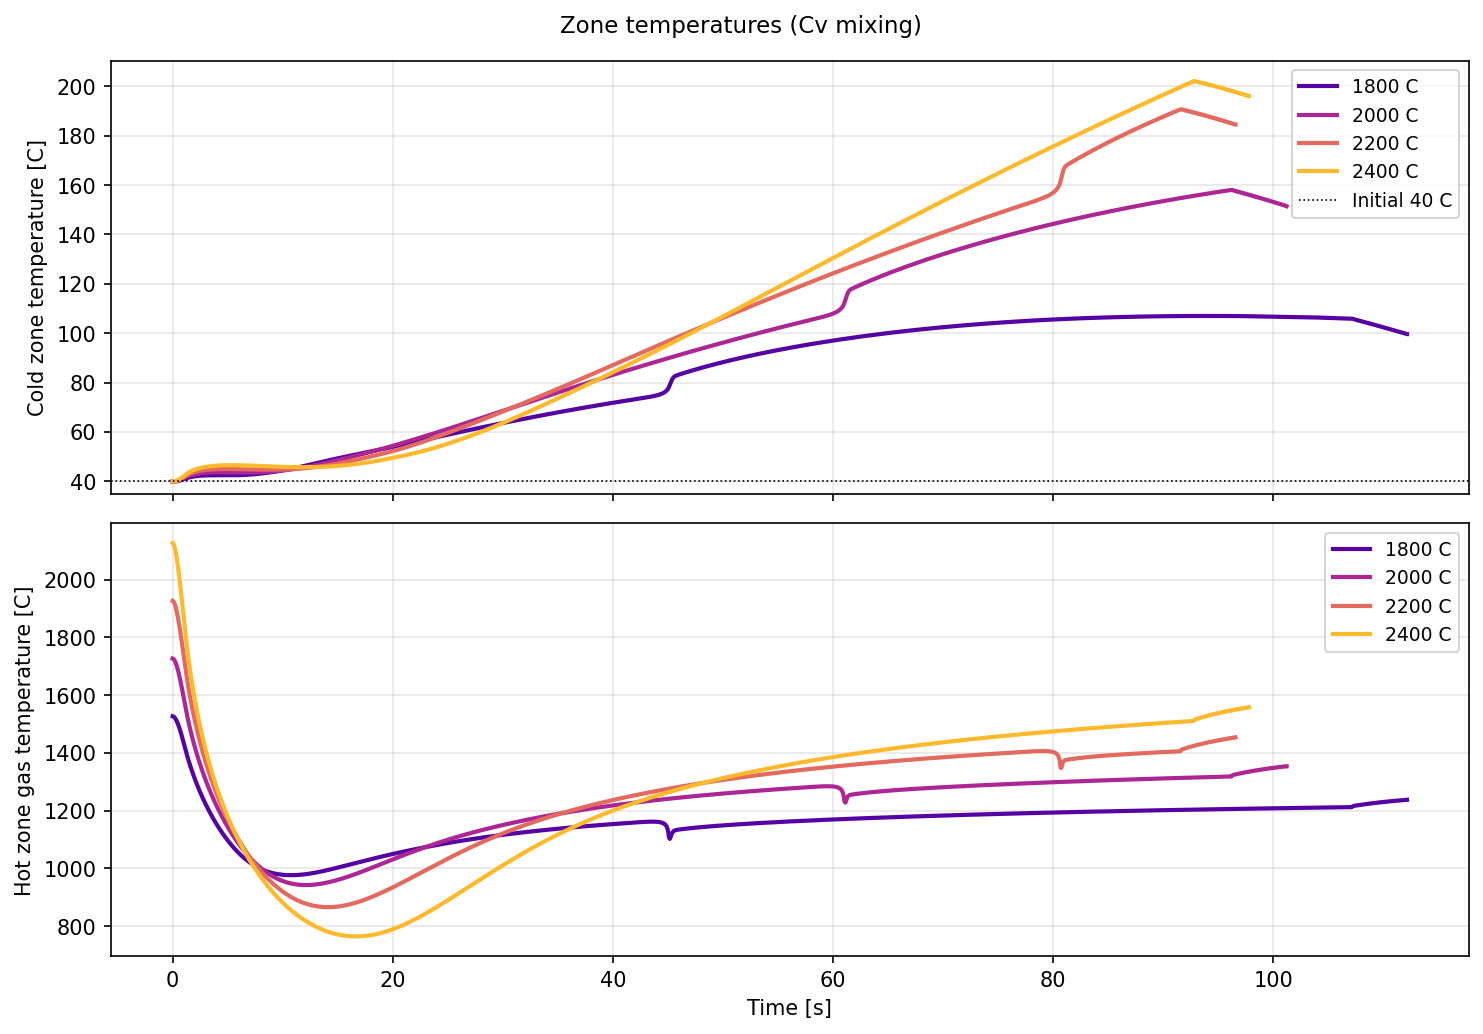 Zone temperatures (Cv mixing)
Cold zone temperature [C]
200
180
160
140
120
100
80
60
40
1800 C
2000 C
2200 C
2400 C
Initial 40 C
Hot zone gas temperature [C]
2000
1800
1600
1400
1200
1000
800
1800 C
2000 C
2200 C
2400 C
0 20 40 60 80 100
Time [s]